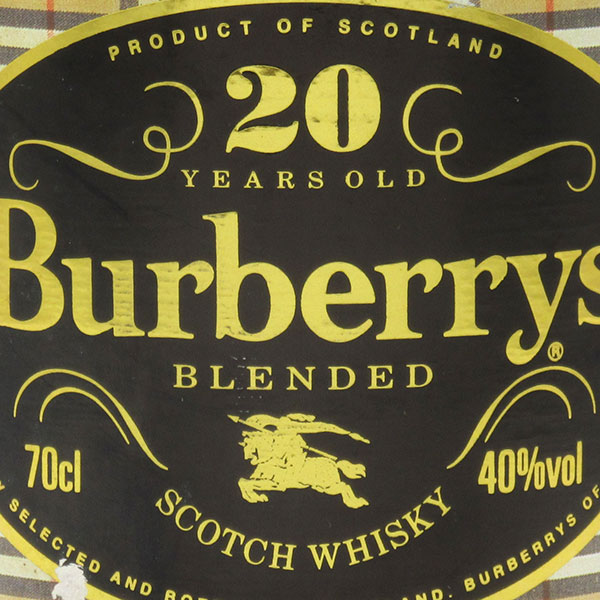 PRODUCT OF SCOTLAND
20
YEARS OLD
Burberrys®
BLENDED
70cl
40%vol
SCOTCH WHISKY
SELECTED AND BURBERRYS OF